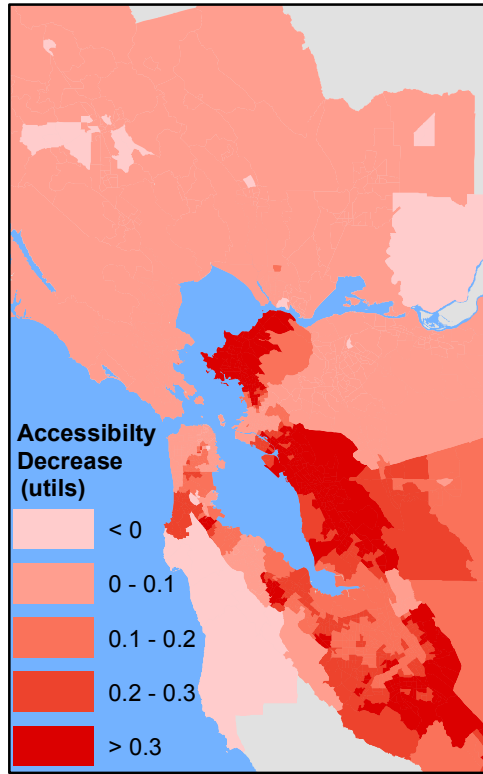 Accessibilty
Decrease
(utils)
< 0
0 - 0.1
0.1 - 0.2
0.2 - 0.3
> 0.3